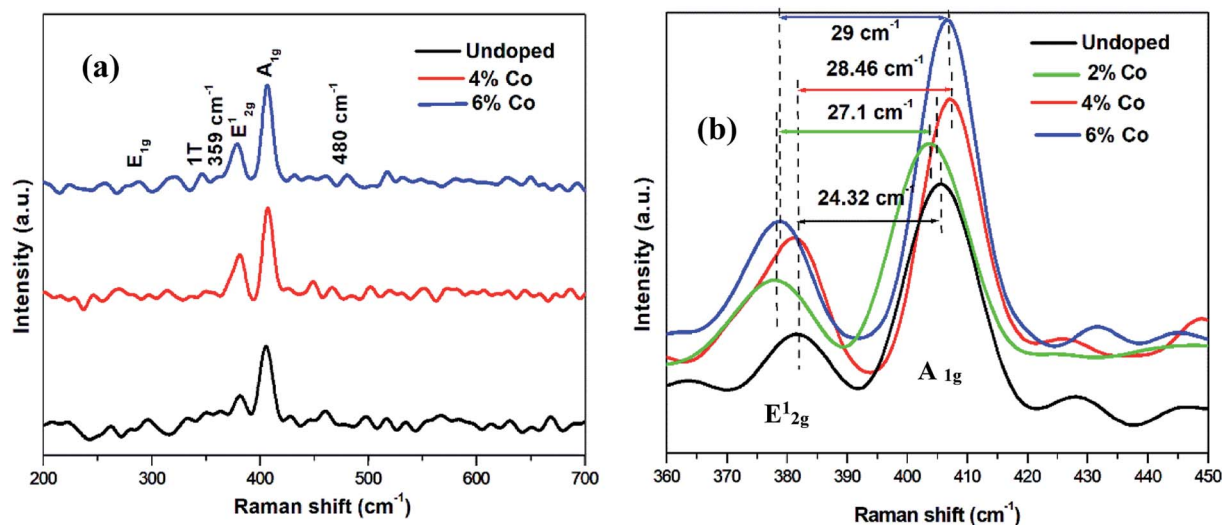 (a)
Undoped
4% Co
6% Co
E1g
1T
359 cm-1
E12g
A1g
480 cm-1
Intensity (a.u.)
200 300 400 500 600 700
Raman shift (cm-1)
(b)
Undoped
2% Co
4% Co
6% Co
29 cm-1
28.46 cm-1
27.1 cm-1
24.32 cm-1
A 1g
E12g
Intensity (a.u.)
360 370 380 390 400 410 420 430 440 450
Raman shift (cm-1)